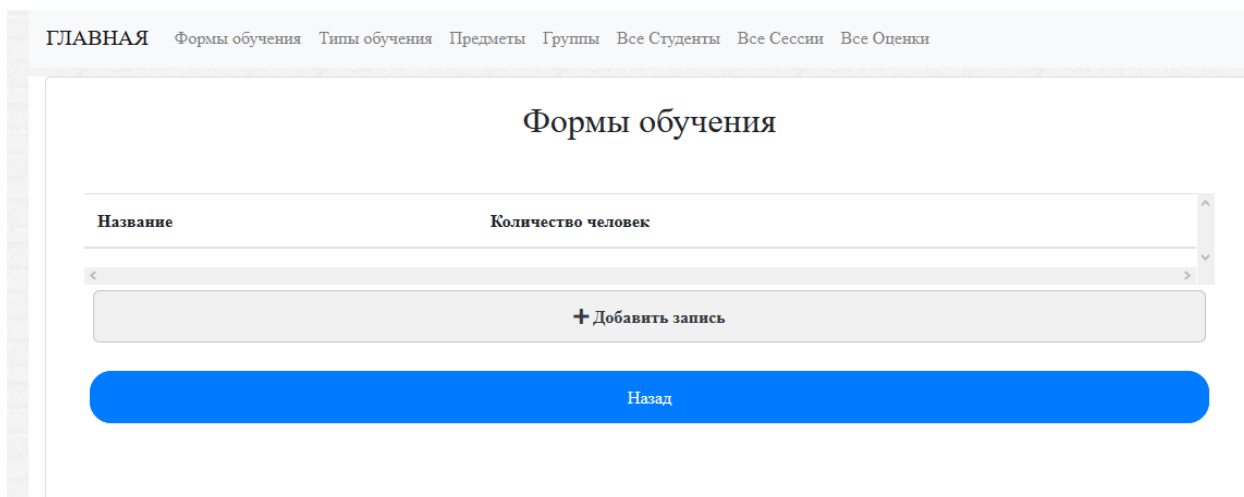 ГЛАВНАЯ Формы обучения Типы обучения Предметы Группы Все Студенты Все Сессии Все Оценки
Формы обучения
Название Количество человек
Добавить запись
Назад